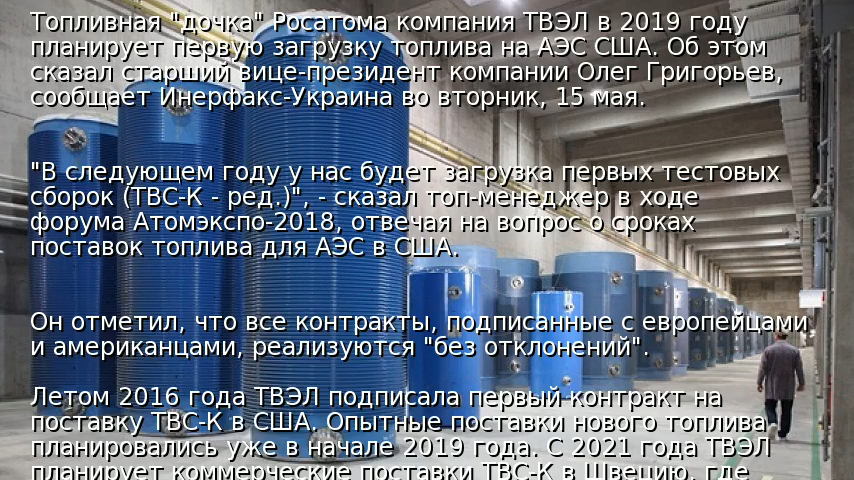 Топливная "дочка" Росатома компания ТВЭЛ в 2019 году
планирует первую загрузку топлива на АЭС США. Об этом
сказал старший вице-президент компании Олег Григорьев,
сообщает Инерфакс-Украина во вторник, 15 мая.
"В следующем году у нас будет загрузка первых тестовых
сборок (ТВС-К - ред.)", - сказал топ-менеджер в ходе
форума Атомэкспо-2018, отвечая на вопрос о сроках
поставок топлива для АЭС в США.
Он отметил, что все контракты, подписанные с европейцами
и американцами, реализуются "без отклонений".
Летом 2016 года ТВЭЛ подписала первый контракт на
поставку ТВС-К в США. Опытные поставки нового топлива
планировались уже в начале 2019 года. С 2021 года ТВЭЛ
планирует коммерческие поставки ТВС-К в Швецию, где